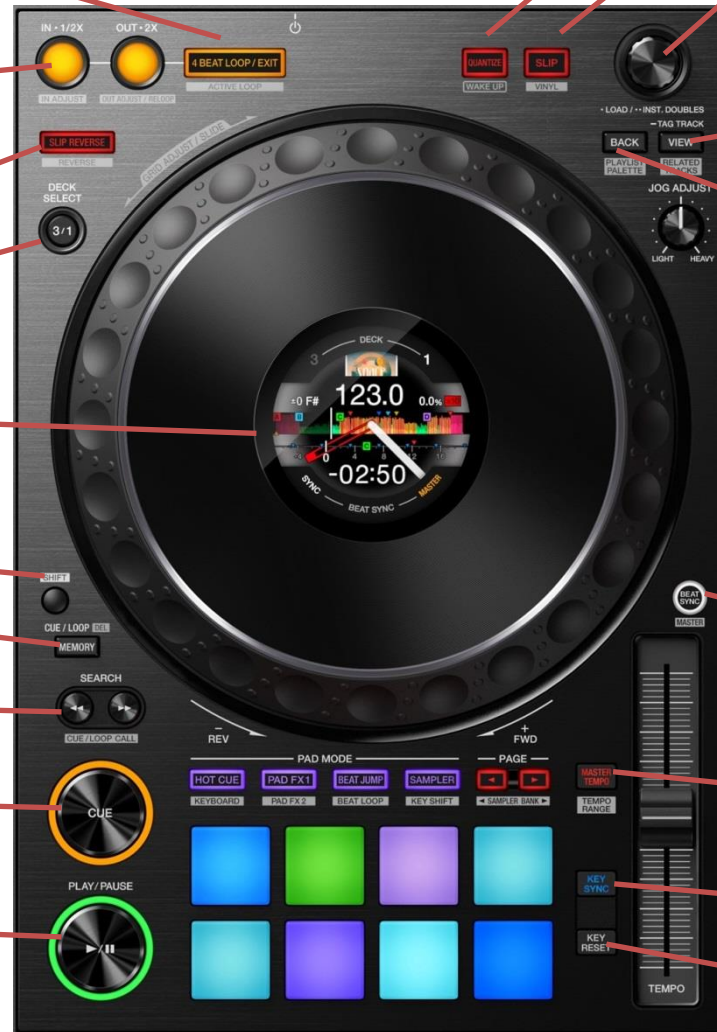 IN • 1/2X
OUT • 2X
4 BEAT LOOP / EXIT
IN ADJUST
OUT ADJUST / RELOOP
ACTIVE LOOP
QUANTIZE
SLIP
WAKE UP
VINYL
• LOAD / •• INST. DOUBLES
— TAG TRACK
SLIP REVERSE
REVERSE
GRID ADJUST / SLIDE
BACK
VIEW
PLAYLIST
PALETTE
RELATED
TRACKS
DECK
SELECT
3/1
JOG ADJUST
LIGHT
HEAVY
DECK
3
1
±0 F#
123.0
0.0%
A
B
C
D
C
0
4
8
12
-02:50
SYNC
BEAT SYNC
MASTER
SHIFT
BEAT
SYNC
MASTER
CUE / LOOP DEL
MEMORY
SEARCH
CUE / LOOP CALL
−
REV
+
FWD
PAD MODE
PAGE
HOT CUE
PAD FX1
BEAT JUMP
SAMPLER
KEYBOARD
PAD FX 2
BEAT LOOP
KEY SHIFT
◄ SAMPLER BANK ►
MASTER
TEMPO
TEMPO
RANGE
CUE
PLAY / PAUSE
►/II
KEY
SYNC
KEY
RESET
TEMPO